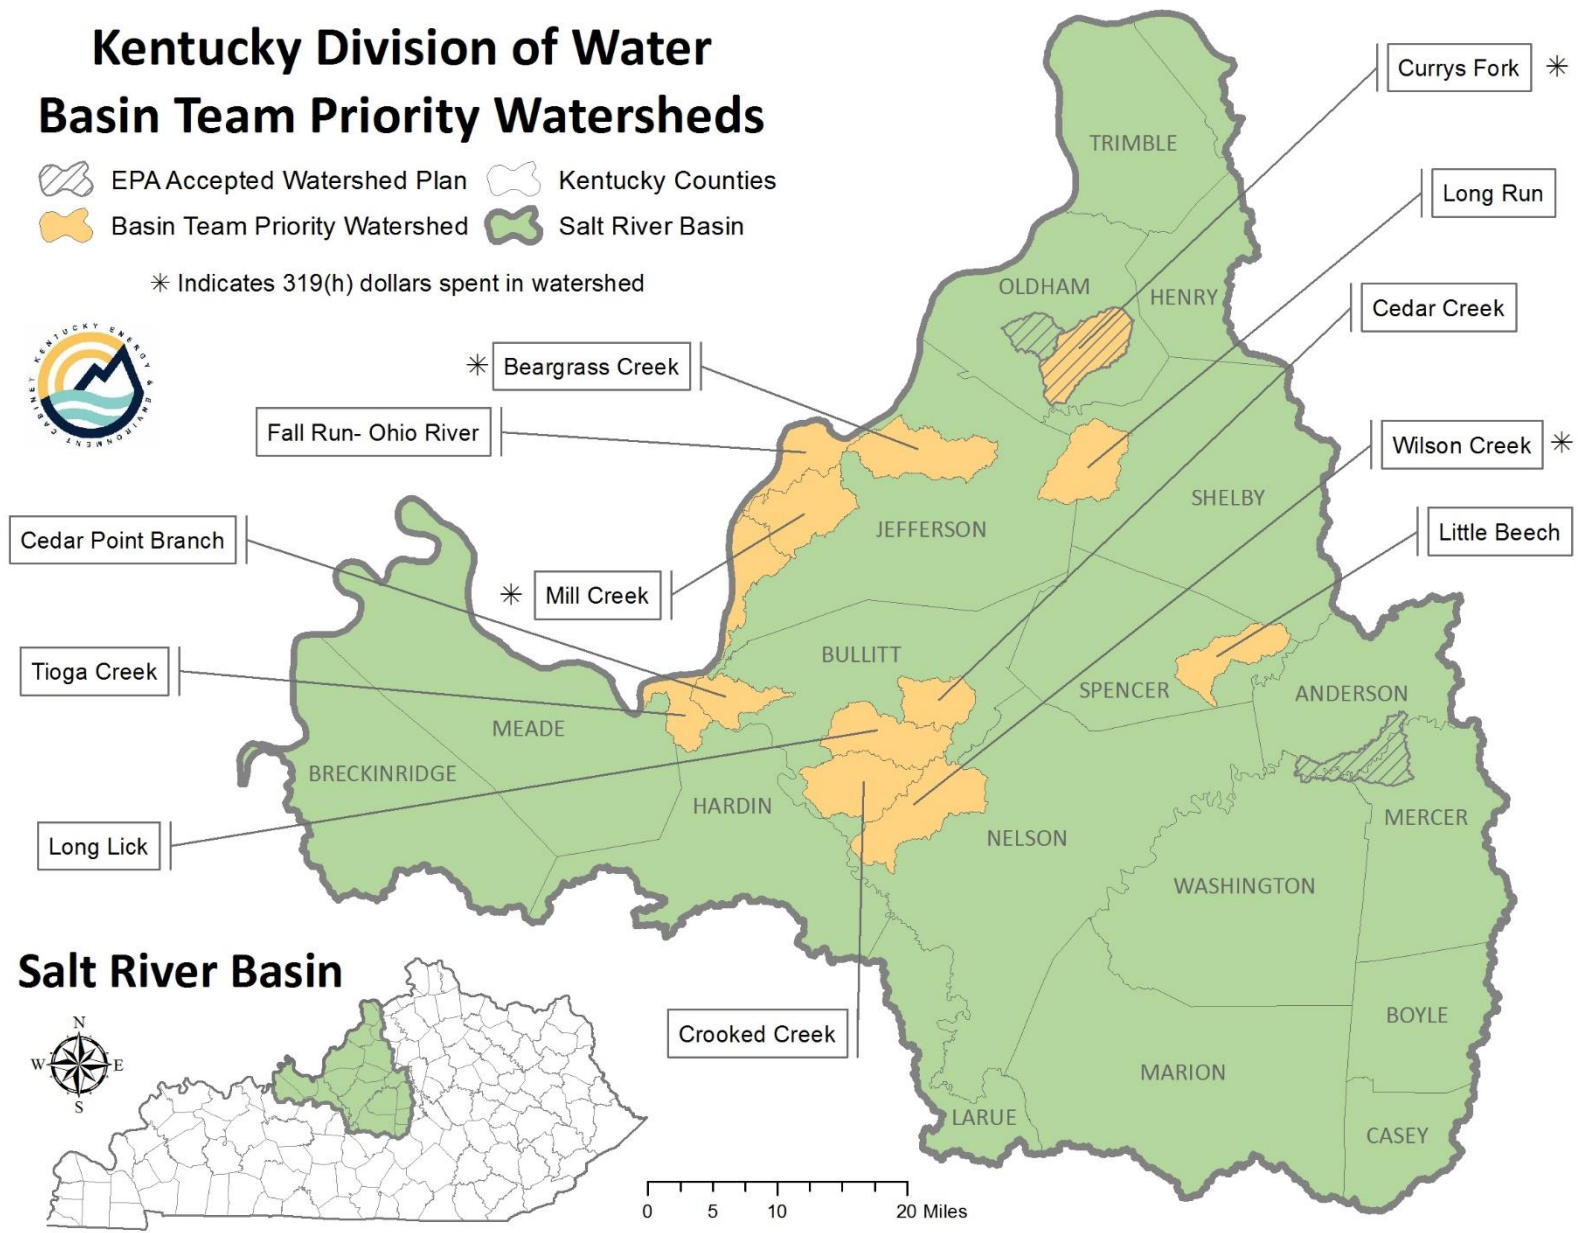 Kentucky Division of Water
Basin Team Priority Watersheds
EPA Accepted Watershed Plan
Kentucky Counties
Basin Team Priority Watershed
Salt River Basin
✳ Indicates 319(h) dollars spent in watershed
KENTUCKY ENERGY & ENVIRONMENT CABINET
Currys Fork ✳
Long Run
Cedar Creek
Wilson Creek ✳
Little Beech
✳ Beargrass Creek
Fall Run- Ohio River
Cedar Point Branch
✳ Mill Creek
Tioga Creek
Long Lick
Crooked Creek
TRIMBLE
OLDHAM
HENRY
SHELBY
JEFFERSON
BULLITT
SPENCER
ANDERSON
MEADE
BRECKINRIDGE
HARDIN
NELSON
MERCER
WASHINGTON
BOYLE
MARION
LARUE
CASEY
Salt River Basin
N
W E
S
0 5 10 20 Miles